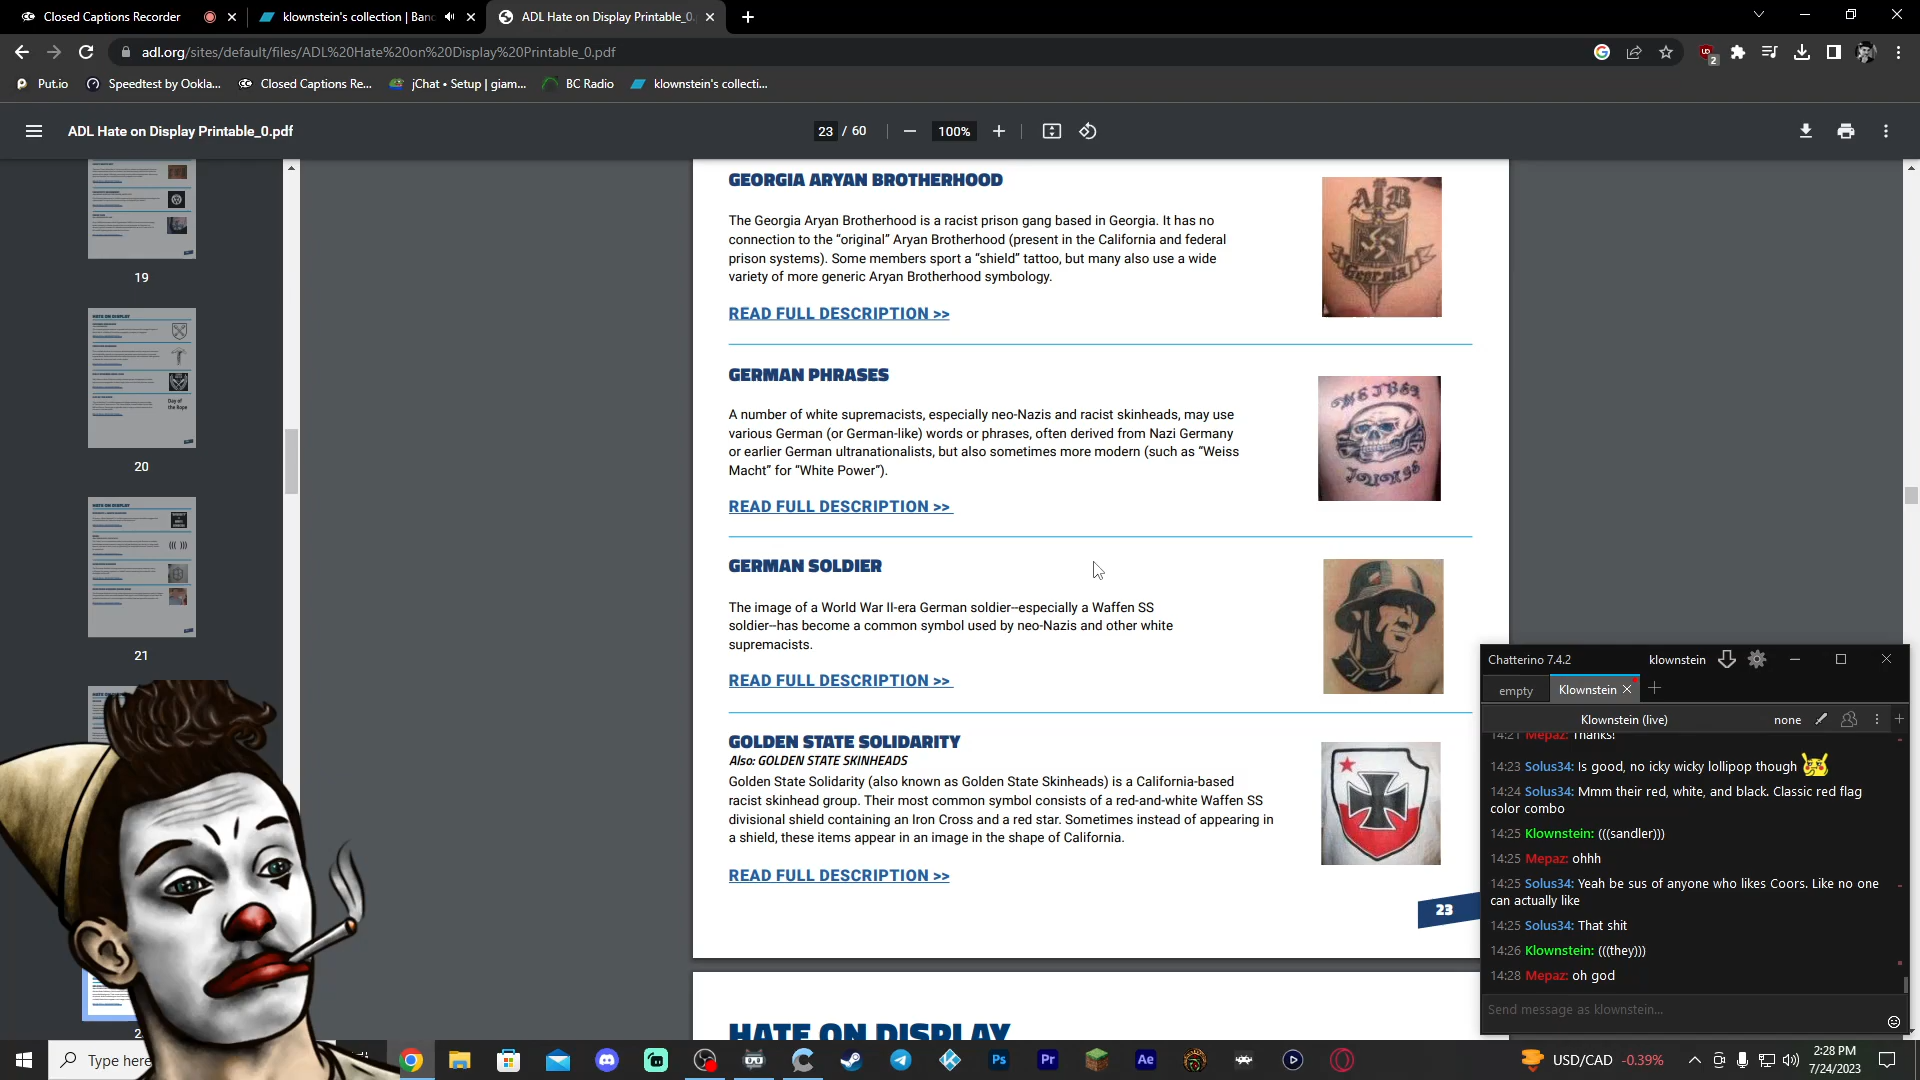 Closed Captions Recorder
klownstein's collection | Banc
ADL Hate on Display Printable_0.p
adl.org/sites/default/files/ADL%20Hate%20on%20Display%20Printable_0.pdf
2
Put.io
Speedtest by Ookla...
Closed Captions Re...
jChat • Setup | giam...
BC Radio
klownstein's collecti...
ADL Hate on Display Printable_0.pdf
23 / 60
100%
19
20
21
GEORGIA ARYAN BROTHERHOOD
The Georgia Aryan Brotherhood is a racist prison gang based in Georgia. It has no
connection to the “original” Aryan Brotherhood (present in the California and federal
prison systems). Some members sport a “shield” tattoo, but many also use a wide
variety of more generic Aryan Brotherhood symbology.
READ FULL DESCRIPTION >>
AB
Georgia
GERMAN PHRASES
A number of white supremacists, especially neo-Nazis and racist skinheads, may use
various German (or German-like) words or phrases, often derived from Nazi Germany
or earlier German ultranationalists, but also sometimes more modern (such as “Weiss
Macht” for “White Power”).
READ FULL DESCRIPTION >>
GERMAN SOLDIER
The image of a World War II-era German soldier--especially a Waffen SS
soldier--has become a common symbol used by neo-Nazis and other white
supremacists.
READ FULL DESCRIPTION >>
GOLDEN STATE SOLIDARITY
Also: GOLDEN STATE SKINHEADS
Golden State Solidarity (also known as Golden State Skinheads) is a California-based
racist skinhead group. Their most common symbol consists of a red-and-white Waffen SS
divisional shield containing an Iron Cross and a red star. Sometimes instead of appearing in
a shield, these items appear in an image in the shape of California.
READ FULL DESCRIPTION >>
23
HATE ON DISPLAY
Chatterino 7.4.2
klownstein
empty
Klownstein
Klownstein (live)
none
14:21 Mepaz: Thanks!
14:23 Solus34: Is good, no icky wicky lollipop though
14:24 Solus34: Mmm their red, white, and black. Classic red flag
color combo
14:25 Klownstein: (((sandler)))
14:25 Mepaz: ohhh
14:25 Solus34: Yeah be sus of anyone who likes Coors. Like no one
can actually like
14:25 Solus34: That shit
14:26 Klownstein: (((they)))
14:28 Mepaz: oh god
Send message as klownstein...
Type here
Ps
Pr
Ae
USD/CAD -0.39%
2:28 PM
7/24/2023